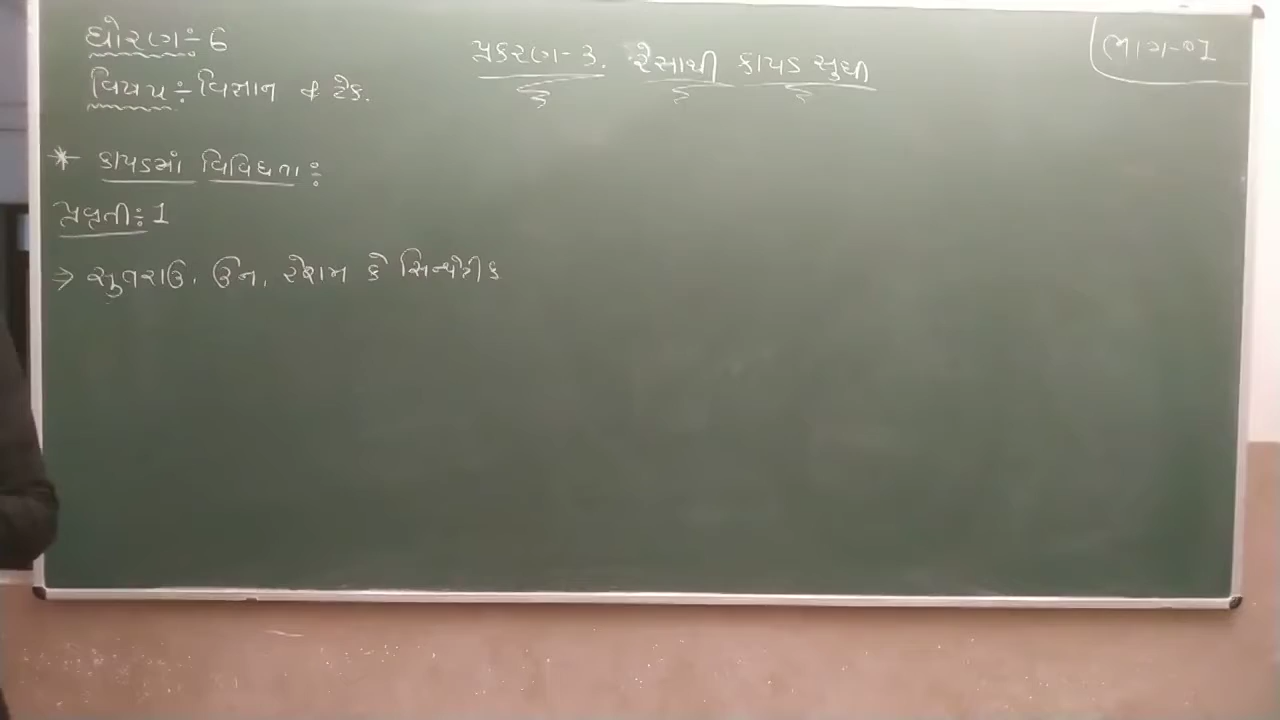 ધોરણ:- 6
પ્રકરણ-3. રેસાથી કાપડ સુધી
ભાગ-01
વિષય:- વિજ્ઞાન & ટેક.
* કાપડમાં વિવિધતા:
પ્રવૃતી:- 1
→ સુતરાઉ, ઉન, રેશમ કે સિન્થેટીક